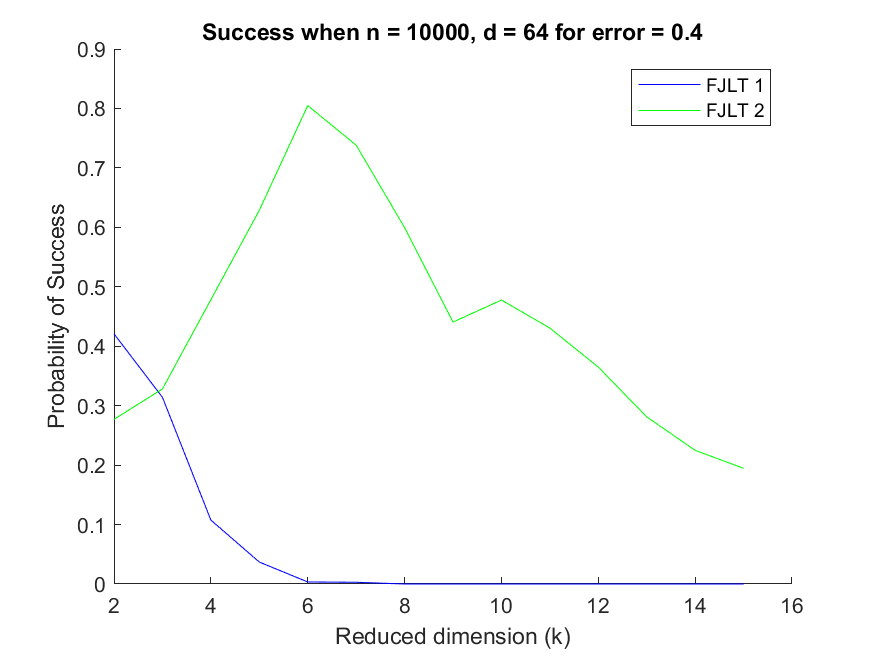 Success when n = 10000, d = 64 for error = 0.4
FJLT 1
FJLT 2
0.9
0.8
0.7
0.6
0.5
0.4
0.3
0.2
0.1
0
Probability of Success
2 4 6 8 10 12 14 16
Reduced dimension (k)